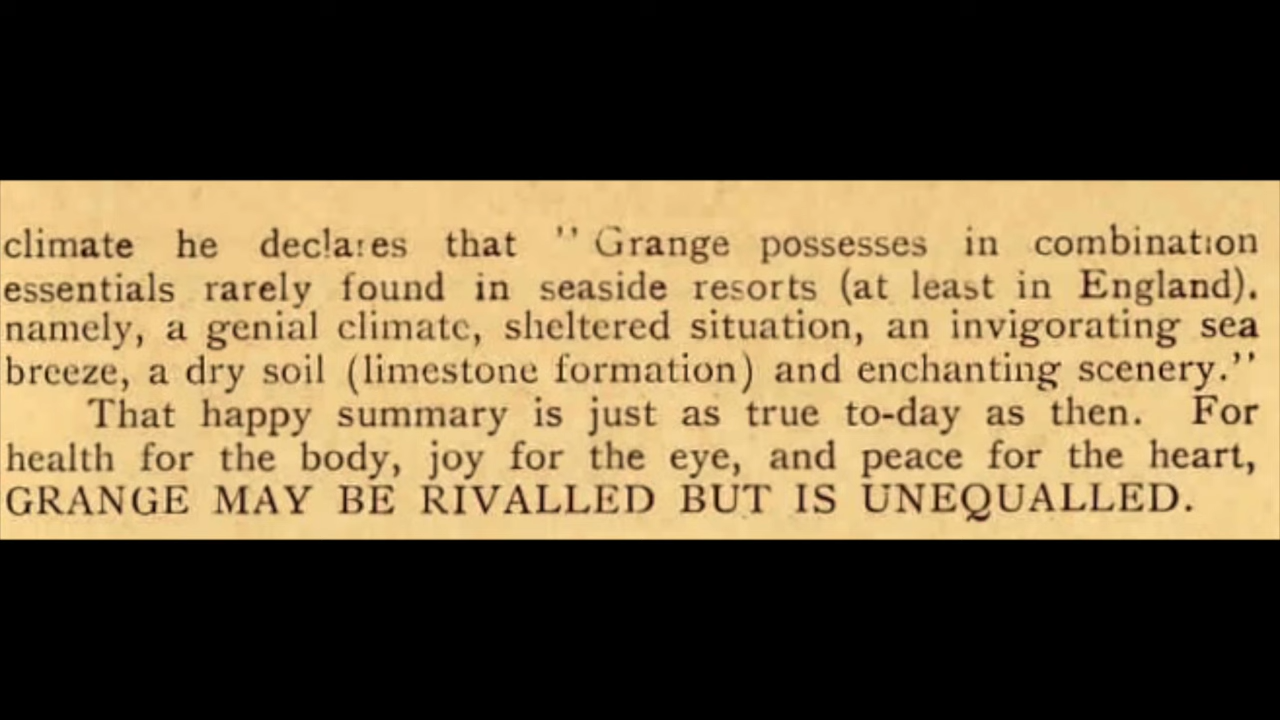 climate he declares that " Grange possesses in combination
essentials rarely found in seaside resorts (at least in England),
namely, a genial climate, sheltered situation, an invigorating sea
breeze, a dry soil (limestone formation) and enchanting scenery."
That happy summary is just as true to-day as then. For
health for the body, joy for the eye, and peace for the heart,
GRANGE MAY BE RIVALLED BUT IS UNEQUALLED.